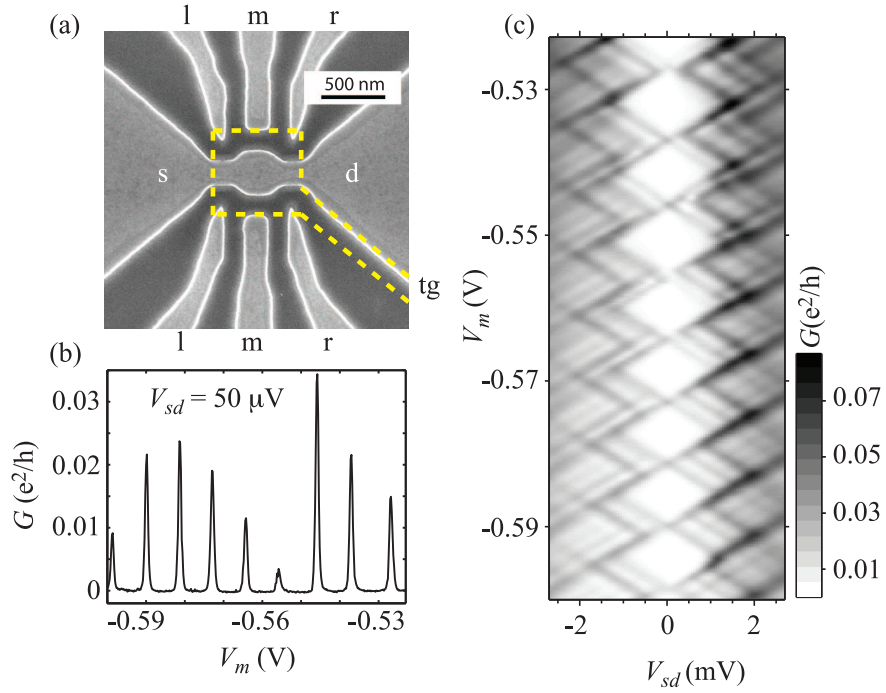 (a)
l m r
500 nm
s d
tg
l m r
(b)
V_sd = 50 μV
G (e²/h)
0.03
0.02
0.01
0
-0.59 -0.56 -0.53
V_m (V)
(c)
V_m (V)
-0.53
-0.55
-0.57
-0.59
-2 0 2
V_sd (mV)
G(e²/h)
0.07
0.05
0.03
0.01